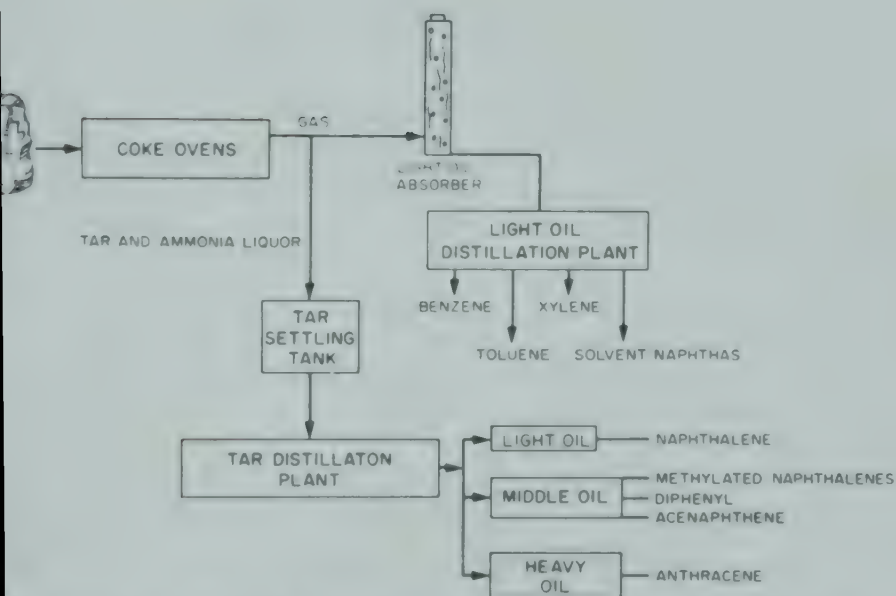 GAS
COKE OVENS
ABSORBER
TAR AND AMMONIA LIQUOR
LIGHT OIL
DISTILLATION PLANT
BENZENE
XYLENE
TOLUENE
SOLVENT NAPHTHAS
TAR
SETTLING
TANK
TAR DISTILLATON
PLANT
LIGHT OIL
NAPHTHALENE
MIDDLE OIL
METHYLATED NAPHTHALENES
DIPHENYL
ACENAPHTHENE
HEAVY
OIL
ANTHRACENE